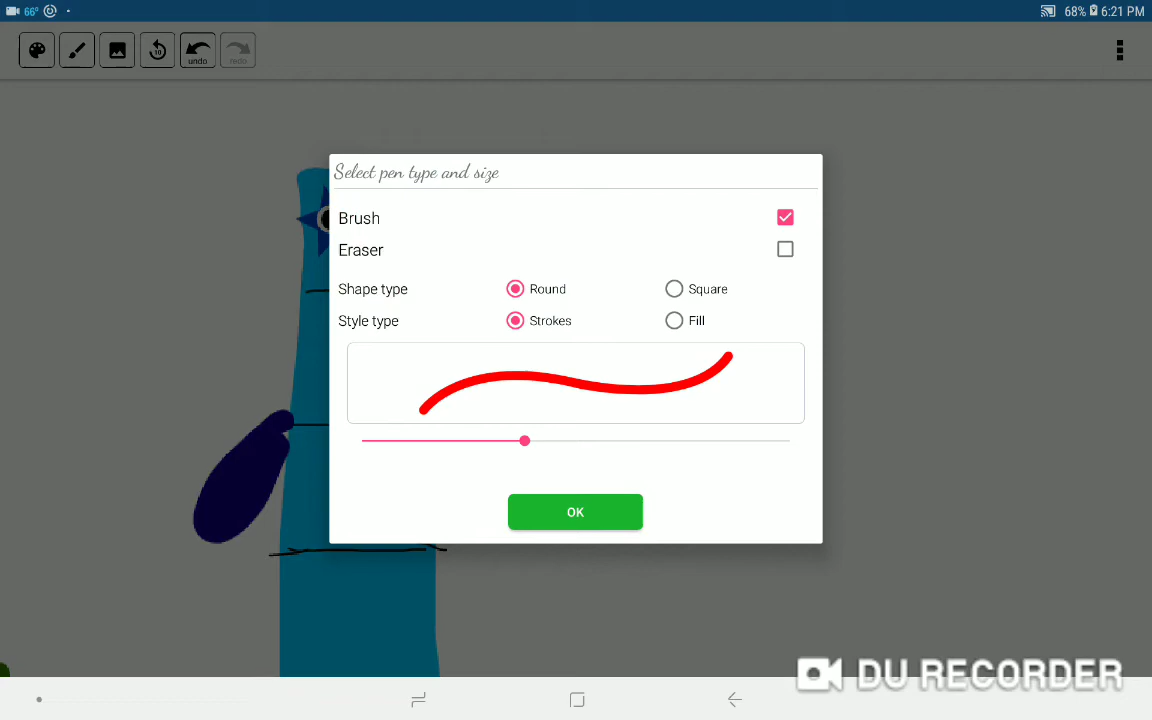 66°
68% 6:21 PM
10
undo
redo
Select pen type and size
Brush
Eraser
Shape type Round Square
Style type Strokes Fill
OK
DU RECORDER